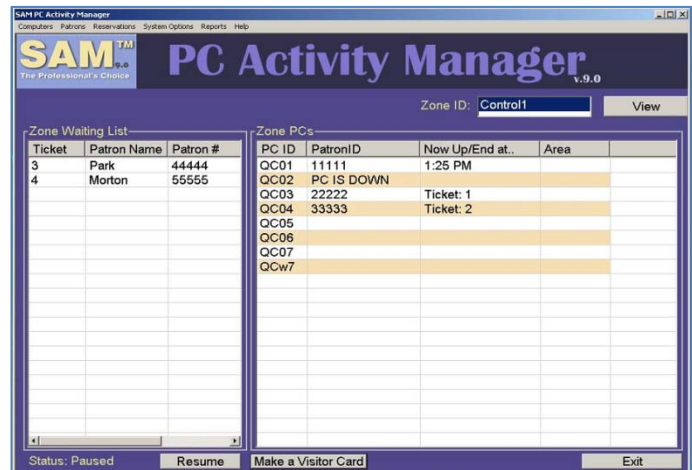 SAM PC Activity Manager
Computers Patrons Reservations System Options Reports Help
SAM™ 9.0
The Professional's Choice
PC Activity Manager v.9.0
Zone ID: Control1 View
Zone Waiting List
Ticket Patron Name Patron #
3 Park 44444
4 Morton 55555
Zone PCs
PC ID PatronID Now Up/End at.. Area
QC01 11111 1:25 PM
QC02 PC IS DOWN
QC03 22222 Ticket: 1
QC04 33333 Ticket: 2
QC05
QC06
QC07
QCw7
Status: Paused Resume Make a Visitor Card Exit